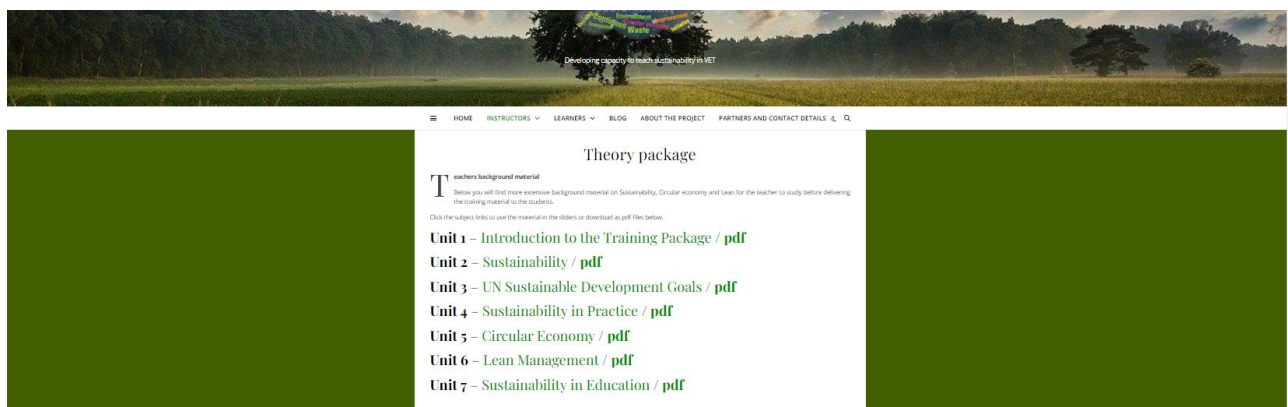 Environment
Improvement
Continuous
Waste
Developing capacity to teach sustainability in VET
HOME INSTRUCTORS LEARNERS BLOG ABOUT THE PROJECT PARTNERS AND CONTACT DETAILS
Theory package
Teachers background material
Below you will find more extensive background material on Sustainability, Circular economy and Lean for the teacher to study before delivering
the training material to the students.
Click the subject links to use the material in the sliders or download as pdf-files below.
Unit 1 – Introduction to the Training Package / pdf
Unit 2 – Sustainability / pdf
Unit 3 – UN Sustainable Development Goals / pdf
Unit 4 – Sustainability in Practice / pdf
Unit 5 – Circular Economy / pdf
Unit 6 – Lean Management / pdf
Unit 7 – Sustainability in Education / pdf